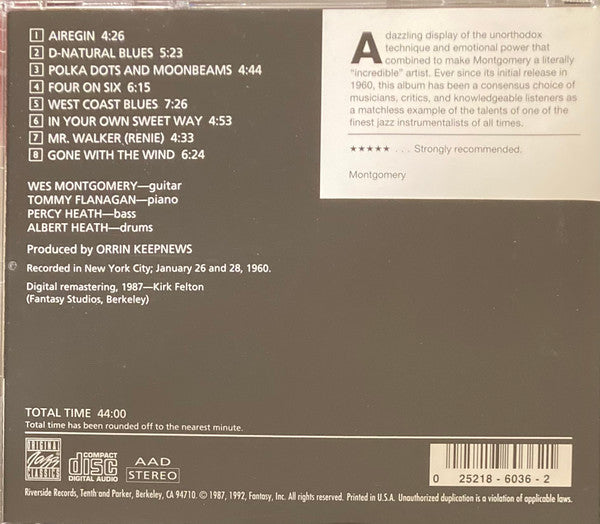 1 AIREGIN 4:26
2 D-NATURAL BLUES 5:23
3 POLKA DOTS AND MOONBEAMS 4:44
4 FOUR ON SIX 6:15
5 WEST COAST BLUES 7:26
6 IN YOUR OWN SWEET WAY 4:53
7 MR. WALKER (RENIE) 4:33
8 GONE WITH THE WIND 6:24
WES MONTGOMERY—guitar
TOMMY FLANAGAN—piano
PERCY HEATH—bass
ALBERT HEATH—drums
Produced by ORRIN KEEPNEWS
Recorded in New York City; January 26 and 28, 1960.
Digital remastering, 1987—Kirk Felton
(Fantasy Studios, Berkeley)
A dazzling display of the unorthodox
technique and emotional power that
combined to make Montgomery a literally
"incredible" artist. Ever since its initial release in
1960, this album has been a consensus choice of
musicians, critics, and knowledgeable listeners as
a matchless example of the talents of one of the
finest jazz instrumentalists of all times.
★★★★★ . . . Strongly recommended.
Montgomery
TOTAL TIME 44:00
Total time has been rounded off to the nearest minute.
ORIGINAL
Jazz
CLASSICS
COMPACT
disc
DIGITAL AUDIO
AAD
STEREO
0 25218-6036-2
Riverside Records, Tenth and Parker, Berkeley, CA 94710. © 1987, 1992, Fantasy, Inc. All rights reserved. Printed in U.S.A. Unauthorized duplication is a violation of applicable laws.